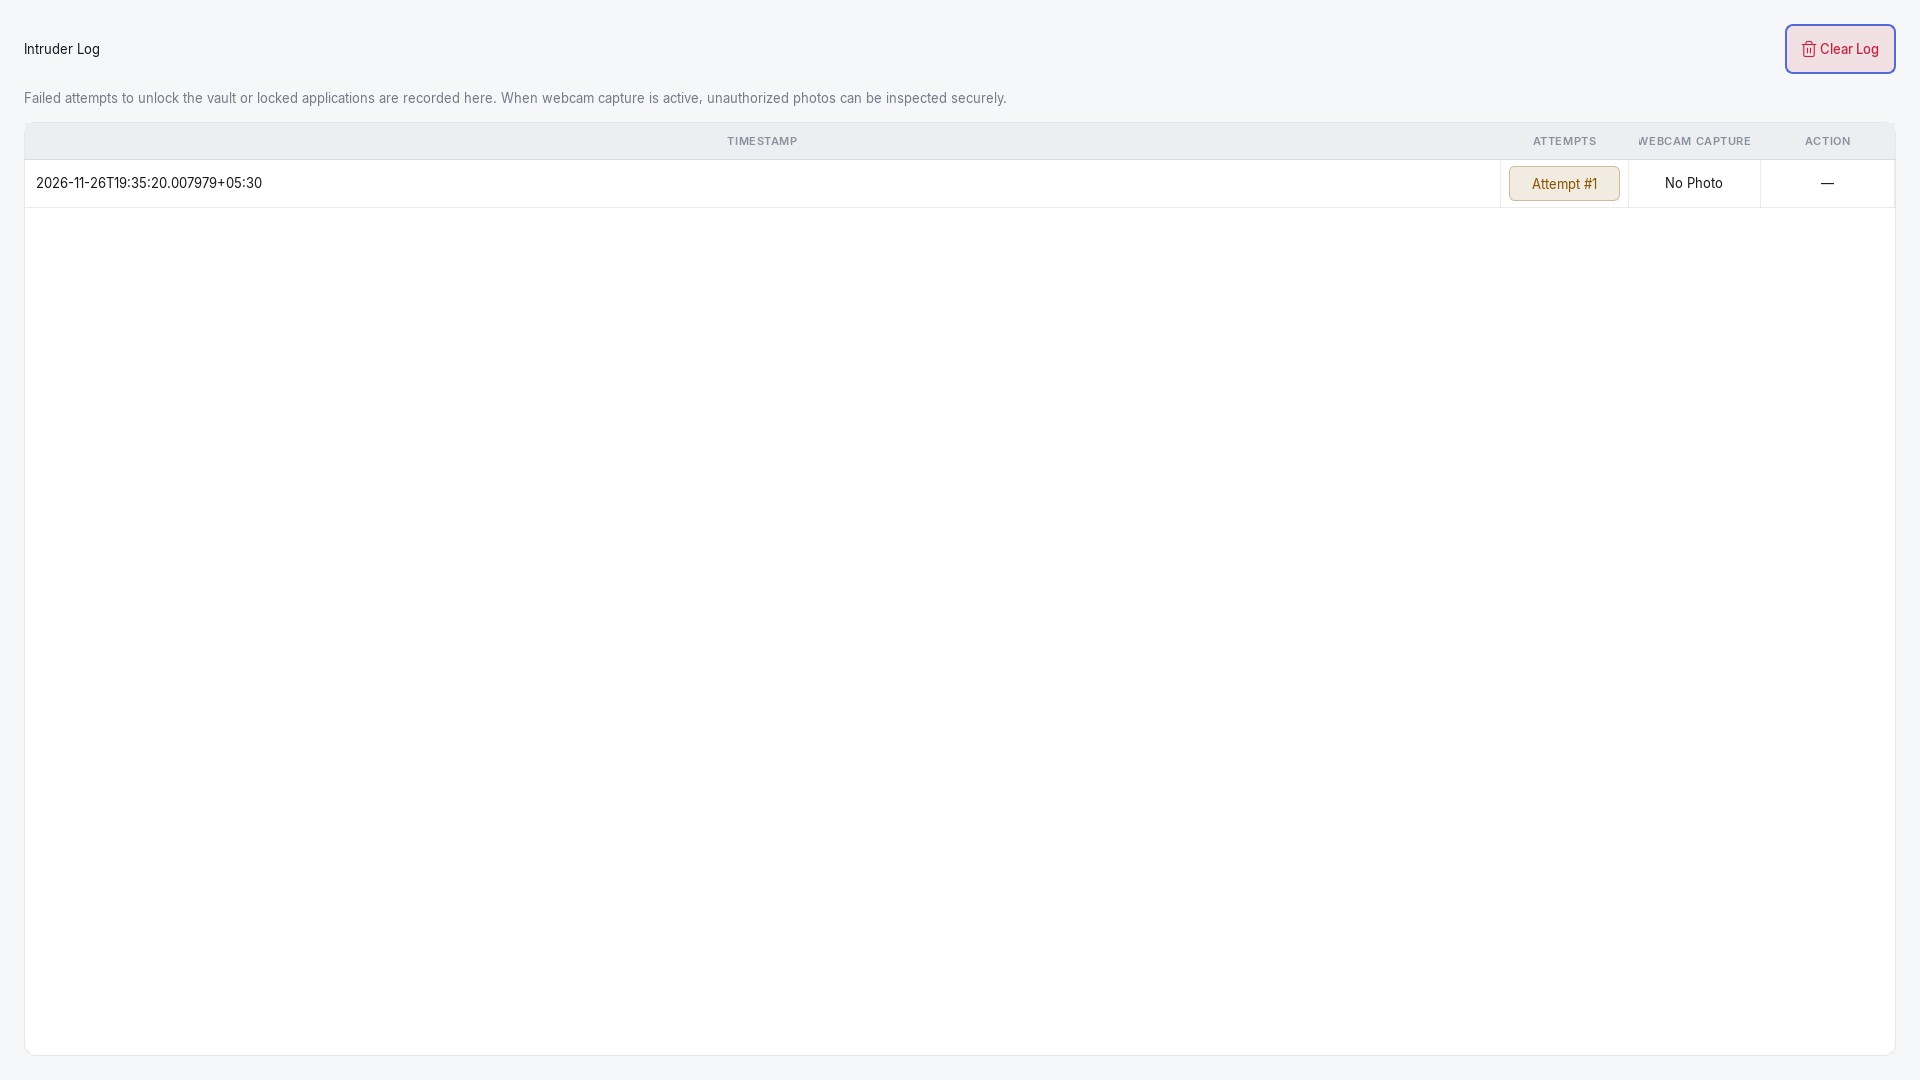 Intruder Log
Clear Log
Failed attempts to unlock the vault or locked applications are recorded here. When webcam capture is active, unauthorized photos can be inspected securely.
TIMESTAMP ATTEMPTS WEBCAM CAPTURE ACTION
2026-11-26T19:35:20.007979+05:30 Attempt #1 No Photo —